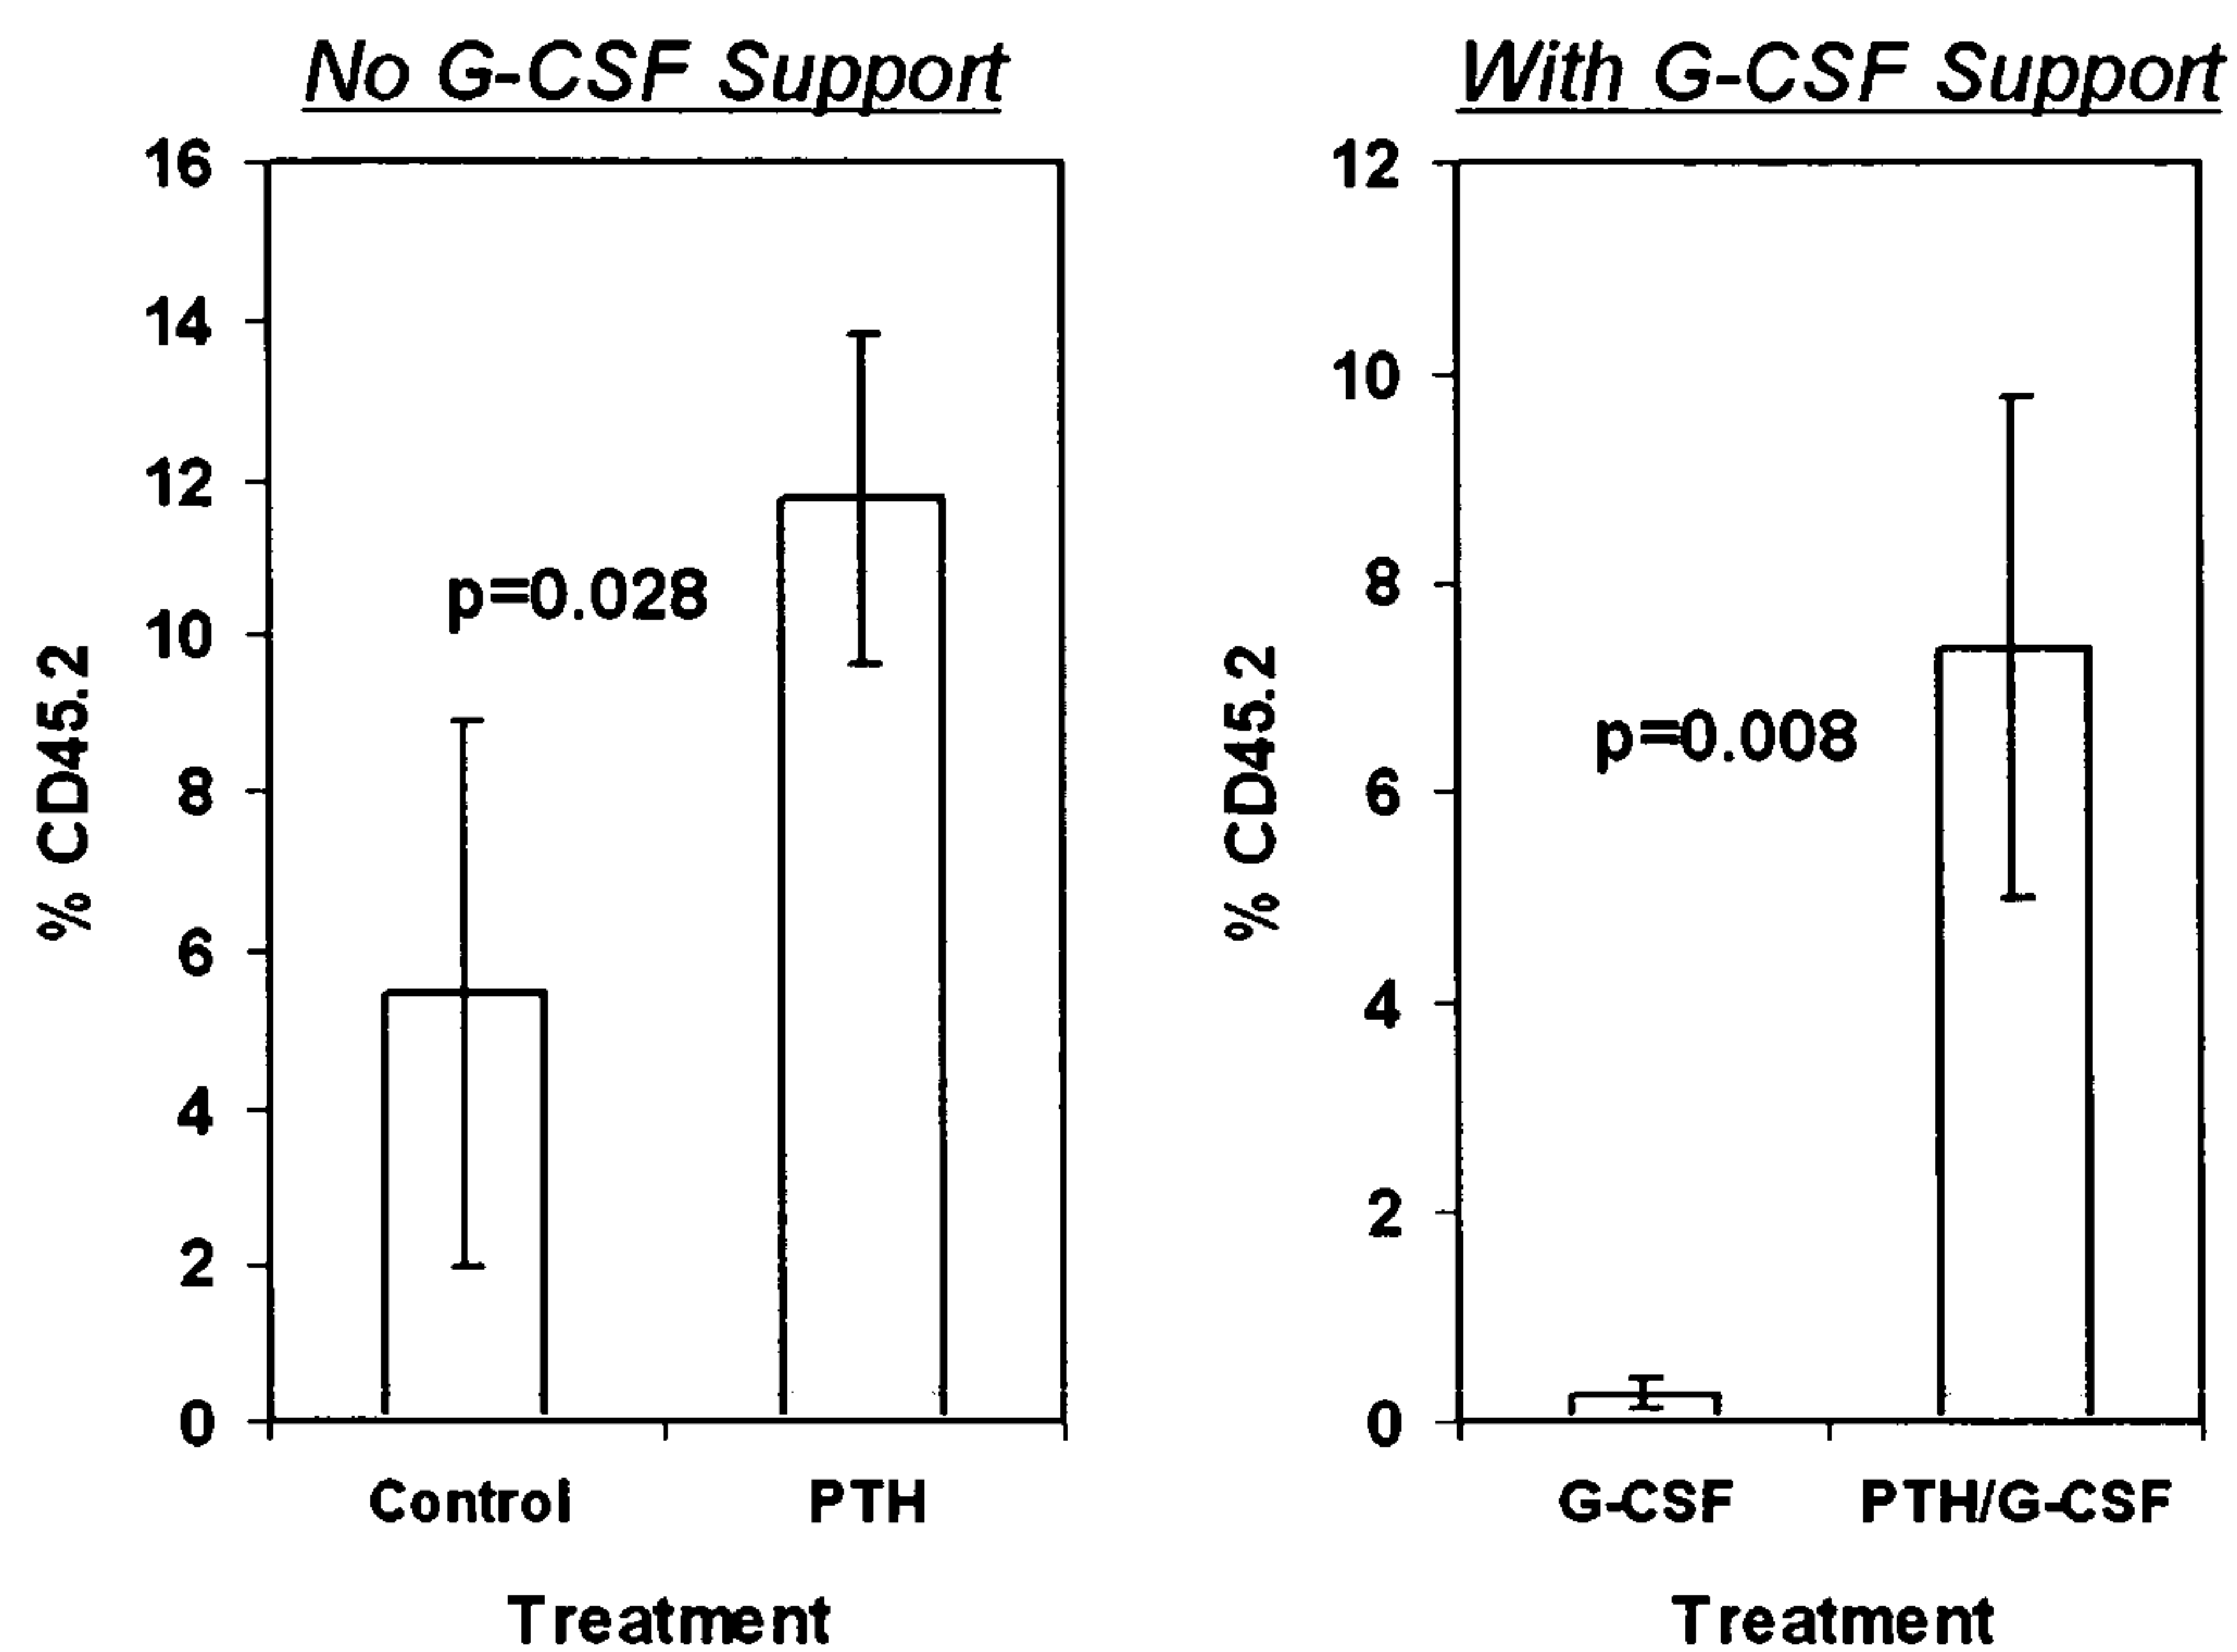 No G-CSF Support
16
14
12
10
8
6
4
2
0
% CD45.2
p=0.028
Control PTH
Treatment
With G-CSF Support
12
10
8
6
4
2
0
% CD45.2
p=0.008
G-CSF PTH/G-CSF
Treatment